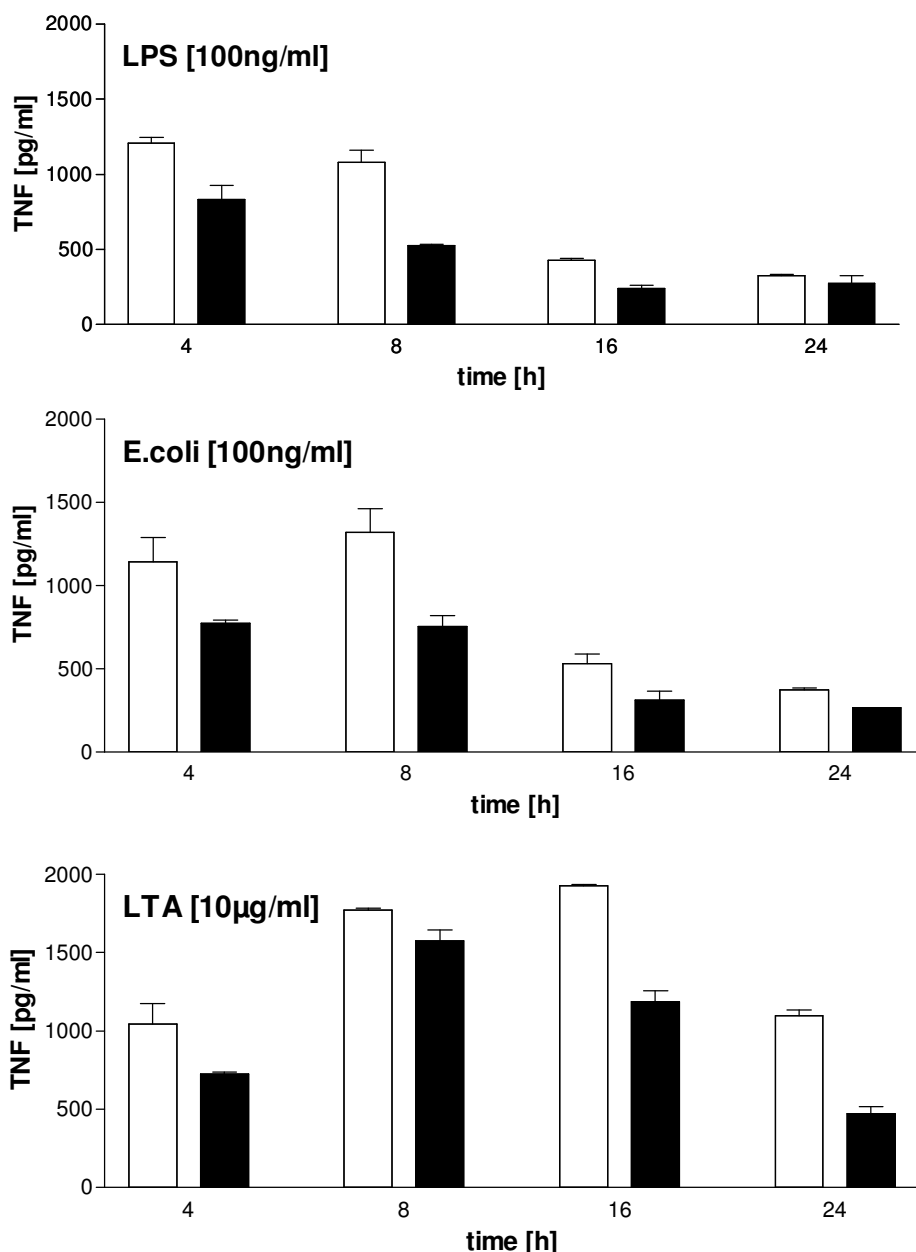 2000
LPS [100ng/ml]
1500
TNF [pg/ml]
1000
500
0
4 8 16 24
time [h]
2000
E.coli [100ng/ml]
1500
TNF [pg/ml]
1000
500
0
4 8 16 24
time [h]
2000
LTA [10µg/ml]
1500
TNF [pg/ml]
1000
500
0
4 8 16 24
time [h]